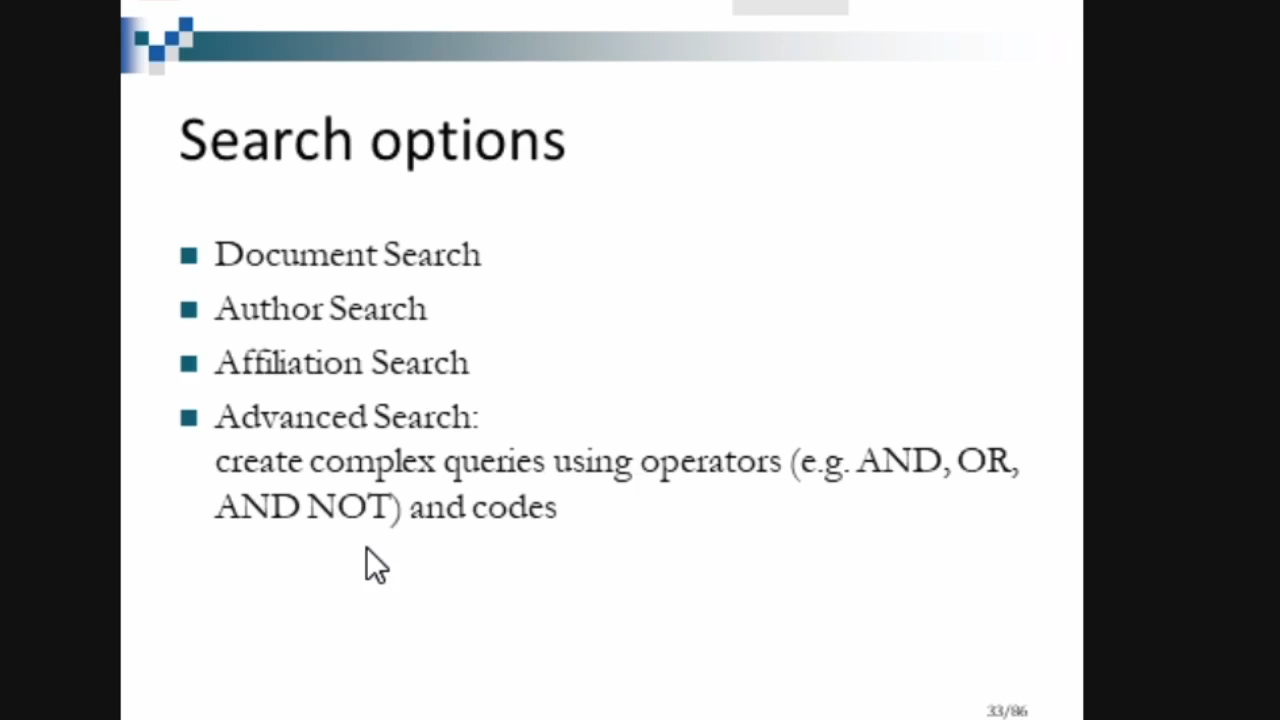 Search options
Document Search
Author Search
Affiliation Search
Advanced Search:
create complex queries using operators (e.g. AND, OR,
AND NOT) and codes
33/86